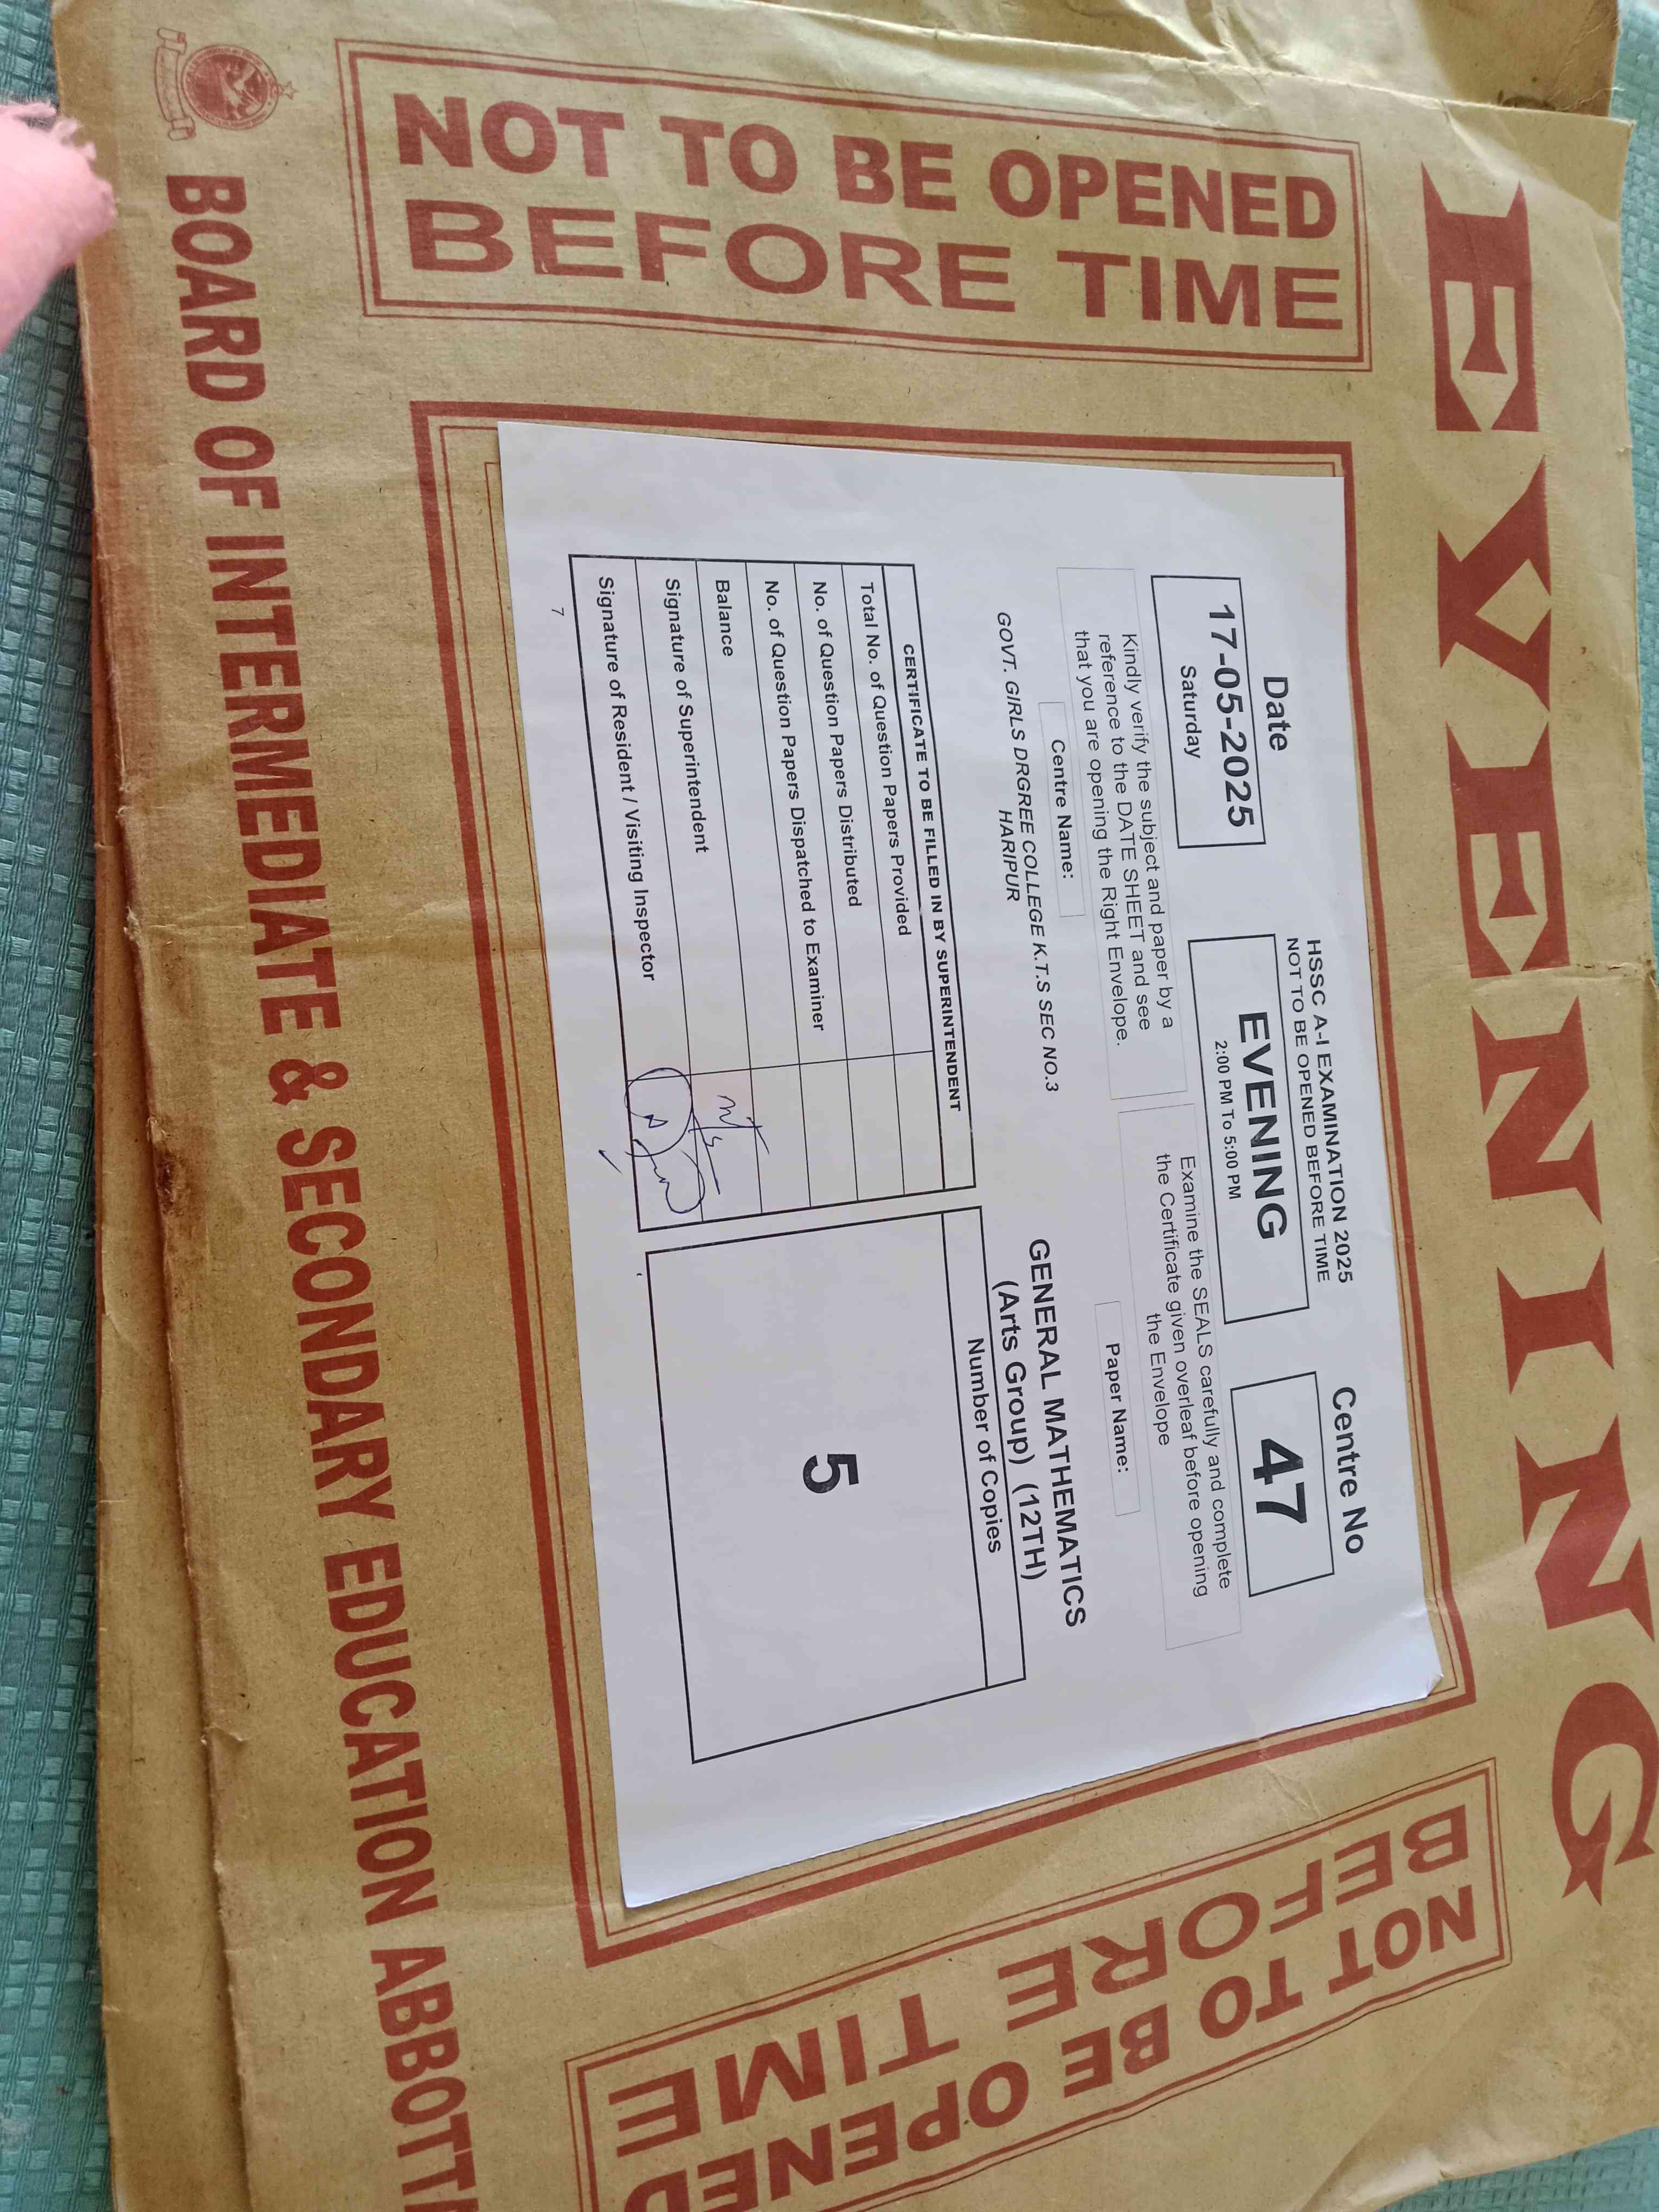 EVENING
NOT TO BE OPENED
BEFORE TIME
Date
17-05-2025
Saturday
HSSC A-I EXAMINATION 2025
NOT TO BE OPENED BEFORE TIME
EVENING
2:00 PM To 5:00 PM
Centre No
47
Kindly verify the subject and paper by a
reference to the DATE SHEET and see
that you are opening the Right Envelope.
Examine the SEALS carefully and complete
the Certificate given overleaf before opening
the Envelope
Centre Name:
GOVT. GIRLS DRGREE COLLEGE K.T.S SEC NO.3
HARIPUR
Paper Name:
GENERAL MATHEMATICS
(Arts Group) (12TH)
CERTIFICATE TO BE FILLED IN BY SUPERINTENDENT
Total No. of Question Papers Provided
No. of Question Papers Distributed
No. of Question Papers Dispatched to Examiner
Balance
Signature of Superintendent
Signature of Resident / Visiting Inspector
Number of Copies
5
7
NOT TO BE OPENED
BEFORE TIME
BOARD OF INTERMEDIATE & SECONDARY EDUCATION ABBOTTA